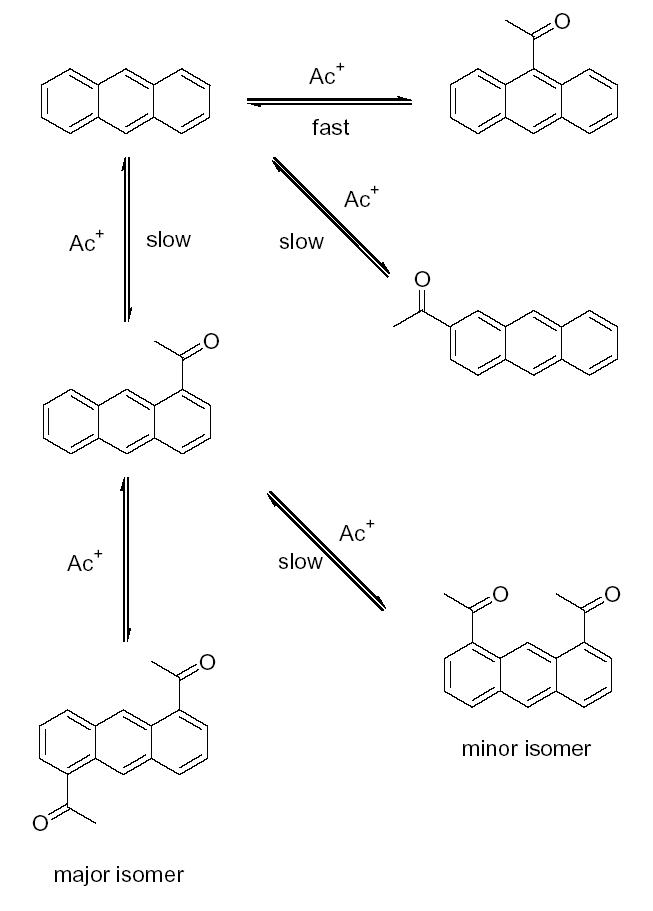 O
Ac+
fast
Ac+
slow
Ac+
slow
O
O
Ac+
slow
Ac+
O
O
O
minor isomer
O
major isomer